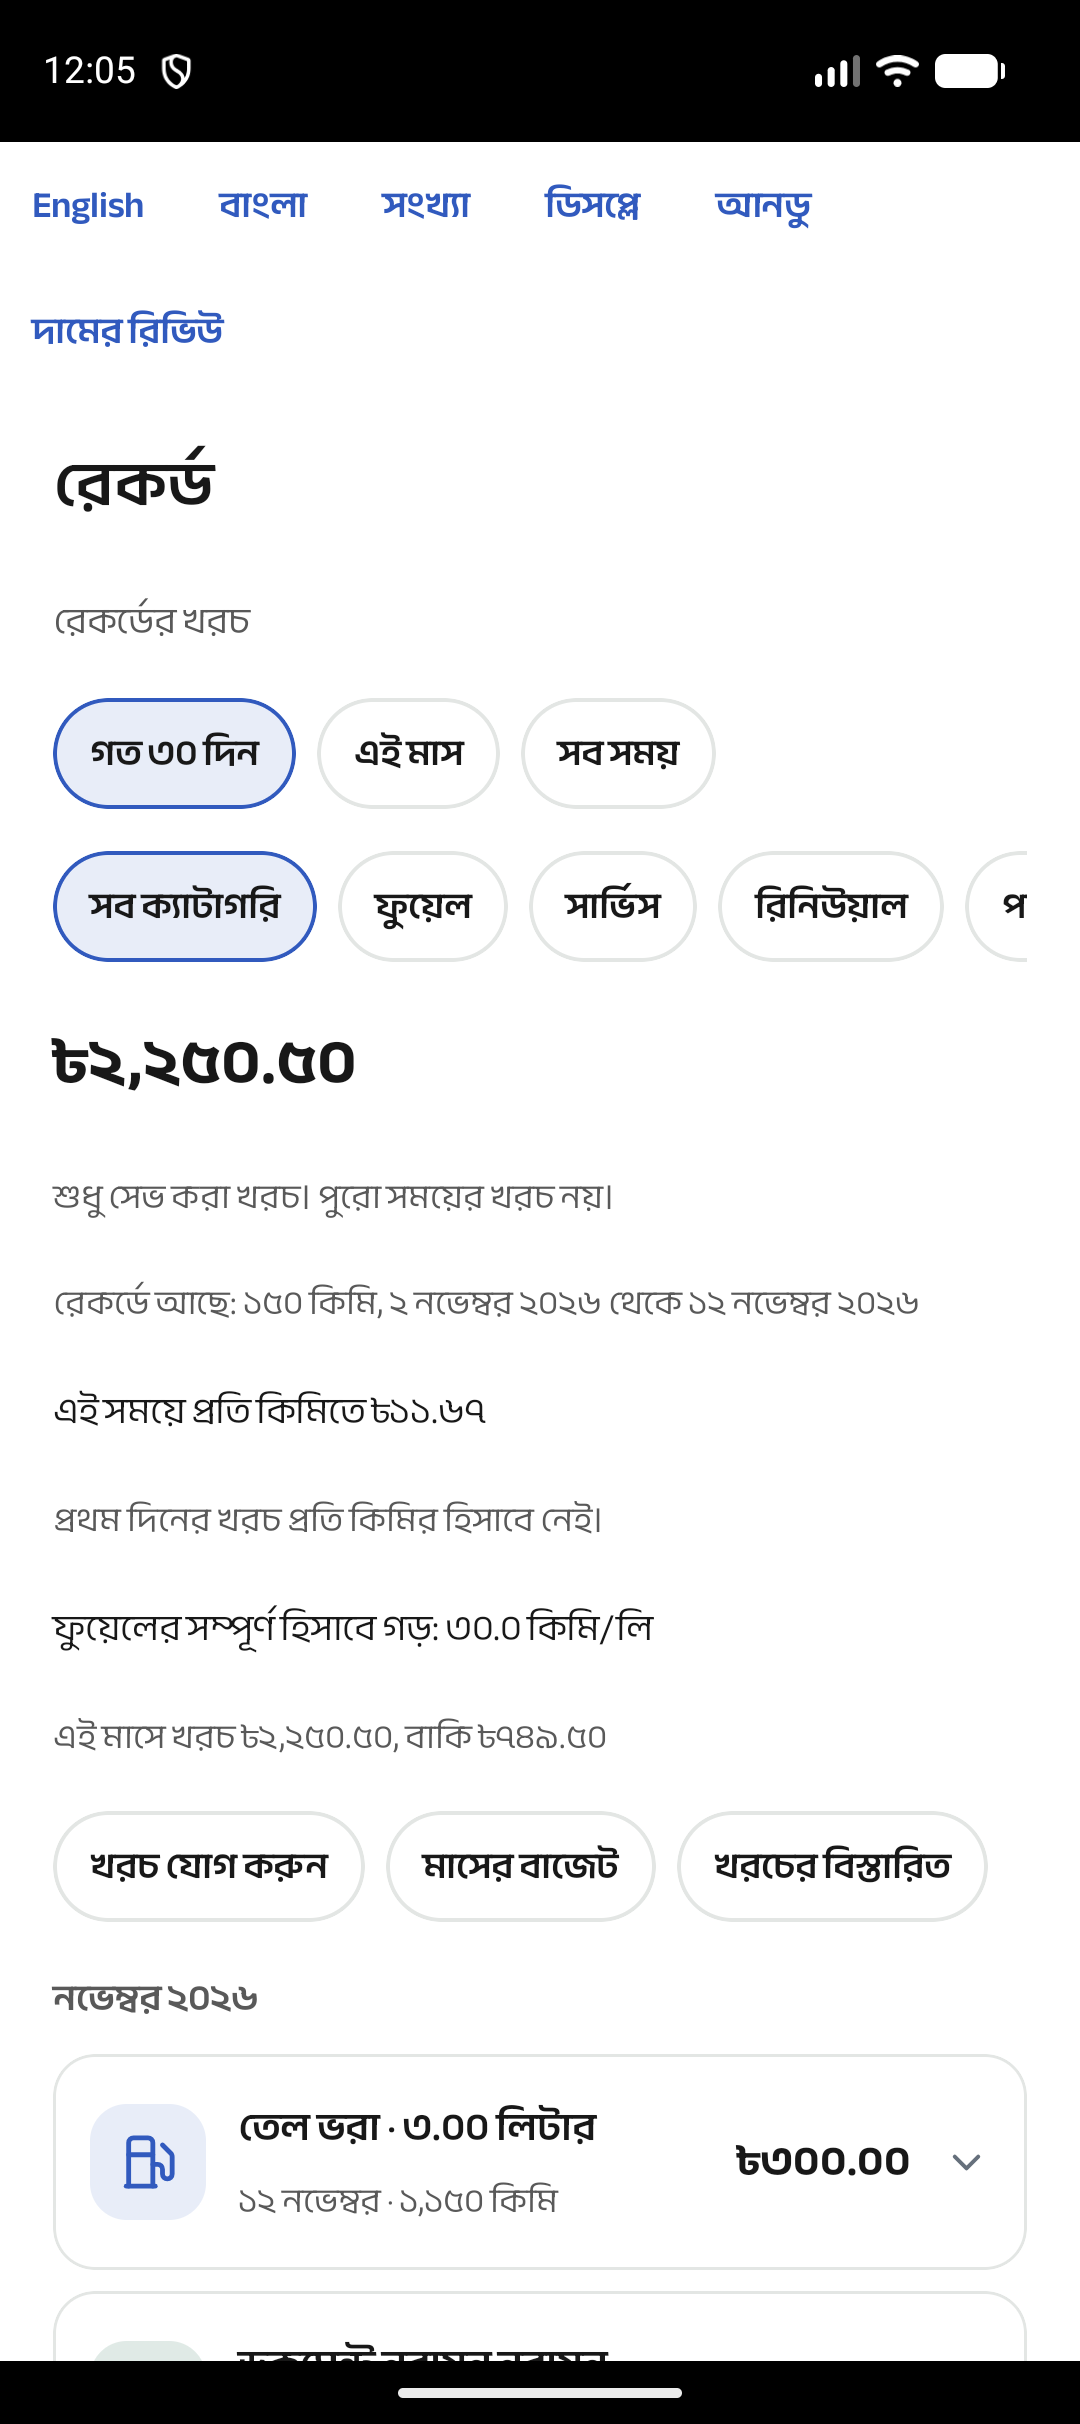 12:05
English বাংলা সংখ্যা ডিসপ্লে আনডু
দামের রিভিউ
রেকর্ড
রেকর্ডের খরচ
গত ৩০ দিন এই মাস সব সময়
সব ক্যাটাগরি ফুয়েল সার্ভিস রিনিউয়াল প
৳২,২৫০.৫০
শুধু সেভ করা খরচ। পুরো সময়ের খরচ নয়।
রেকর্ডে আছে: ১৫০ কিমি, ২ নভেম্বর ২০২৬ থেকে ১২ নভেম্বর ২০২৬
এই সময়ে প্রতি কিমিতে ৳১১.৬৭
প্রথম দিনের খরচ প্রতি কিমির হিসাবে নেই।
ফুয়েলের সম্পূর্ণ হিসাবে গড়: ৩০.০ কিমি/লি
এই মাসে খরচ ৳২,২৫০.৫০, বাকি ৳৭৪৯.৫০
খরচ যোগ করুন মাসের বাজেট খরচের বিস্তারিত
নভেম্বর ২০২৬
তেল ভরা · ৩.০০ লিটার
৳৩০০.০০
১২ নভেম্বর · ১,১৫০ কিমি